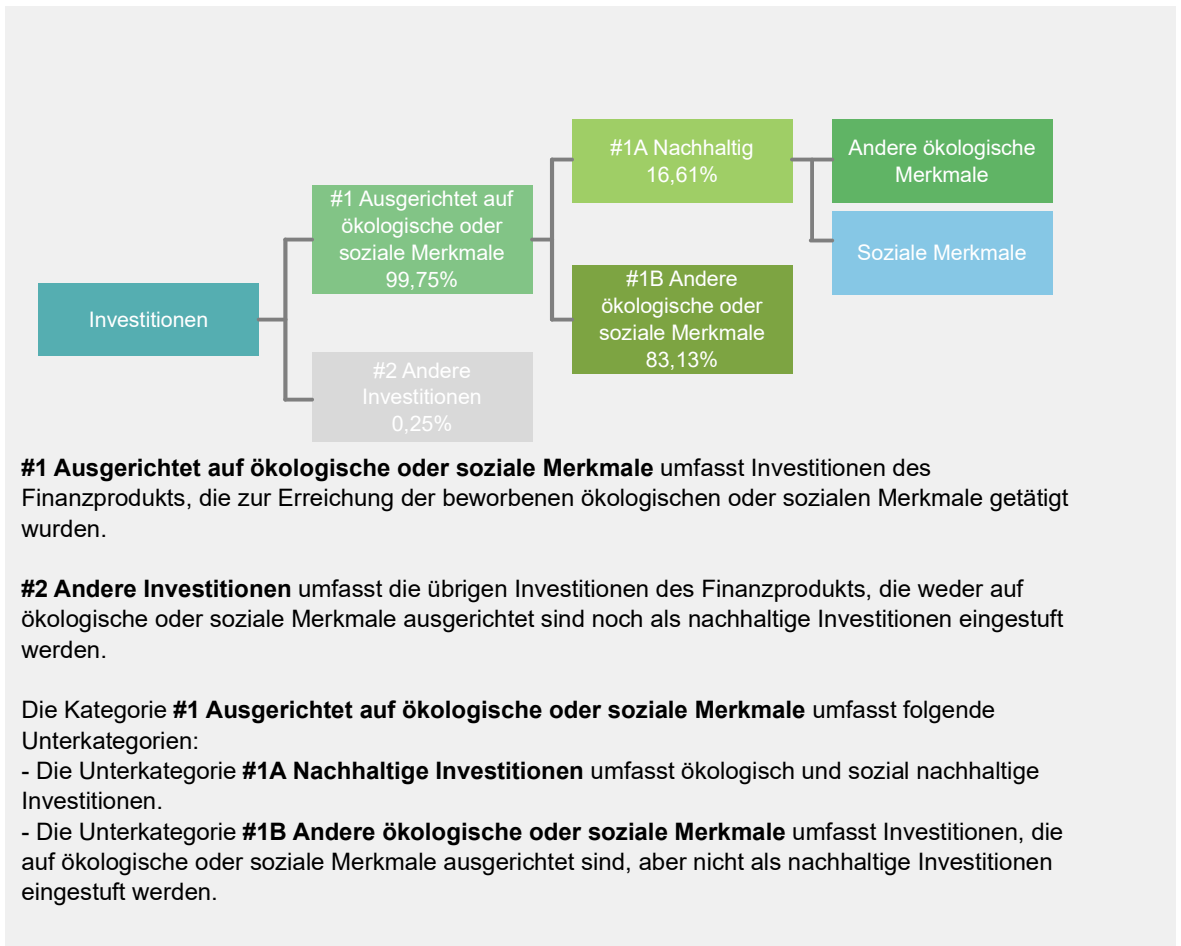 #1A Nachhaltig
16,61%
Andere ökologische
Merkmale
#1 Ausgerichtet auf
ökologische oder
soziale Merkmale
99,75%
Soziale Merkmale
#1B Andere
ökologische oder
soziale Merkmale
83,13%
Investitionen
#2 Andere
Investitionen
0,25%
#1 Ausgerichtet auf ökologische oder soziale Merkmale umfasst Investitionen des
Finanzprodukts, die zur Erreichung der beworbenen ökologischen oder sozialen Merkmale getätigt
wurden.
#2 Andere Investitionen umfasst die übrigen Investitionen des Finanzprodukts, die weder auf
ökologische oder soziale Merkmale ausgerichtet sind noch als nachhaltige Investitionen eingestuft
werden.
Die Kategorie #1 Ausgerichtet auf ökologische oder soziale Merkmale umfasst folgende
Unterkategorien:
- Die Unterkategorie #1A Nachhaltige Investitionen umfasst ökologisch und sozial nachhaltige
Investitionen.
- Die Unterkategorie #1B Andere ökologische oder soziale Merkmale umfasst Investitionen, die
auf ökologische oder soziale Merkmale ausgerichtet sind, aber nicht als nachhaltige Investitionen
eingestuft werden.